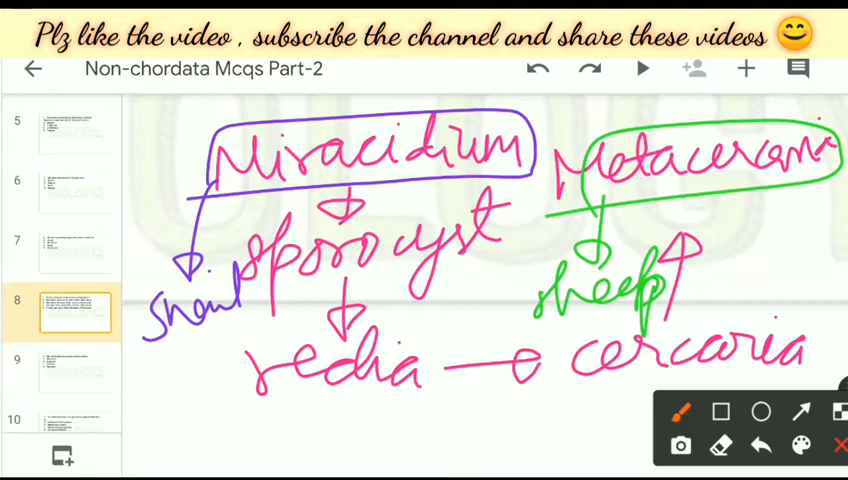 Plz like the video , subscribe the channel and share these videos 😊
Non-chordata Mcqs Part-2
5
6
7
8
9
10
Miracidium
Metacercaria
sporocyst
snail
sheep
redia → cercaria